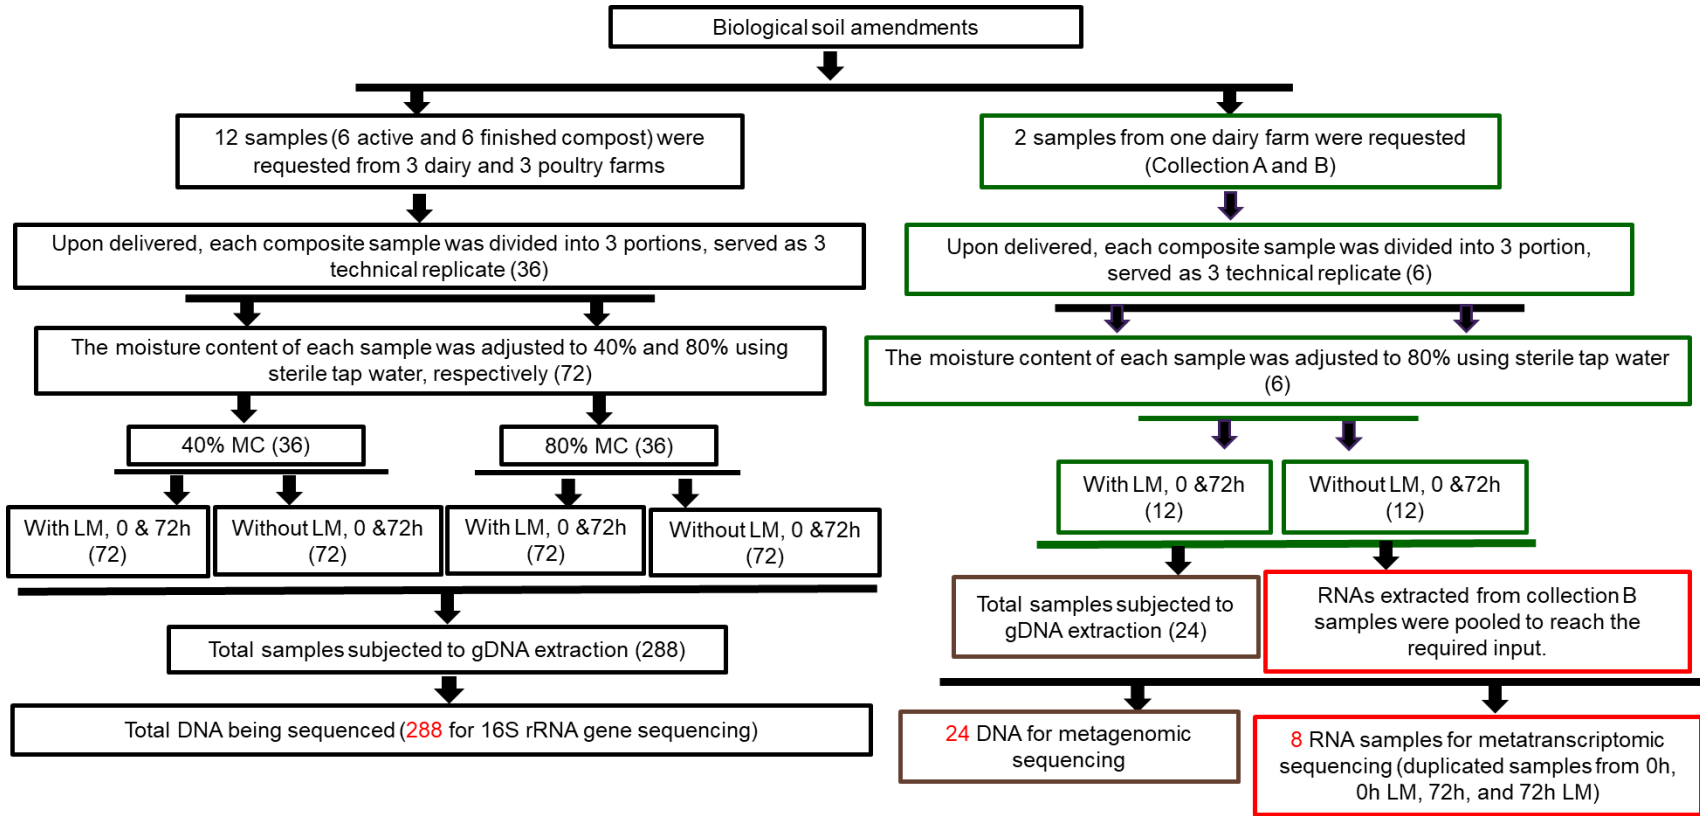 Biological soil amendments
12 samples (6 active and 6 finished compost) were
requested from 3 dairy and 3 poultry farms
Upon delivered, each composite sample was divided into 3 portions, served as 3
technical replicate (36)
The moisture content of each sample was adjusted to 40% and 80% using
sterile tap water, respectively (72)
40% MC (36)
80% MC (36)
With LM, 0 & 72h
(72)
Without LM, 0 &72h
(72)
With LM, 0 & 72h
(72)
Without LM, 0 &72h
(72)
Total samples subjected to gDNA extraction (288)
Total DNA being sequenced (288 for 16S rRNA gene sequencing)
2 samples from one dairy farm were requested
(Collection A and B)
Upon delivered, each composite sample was divided into 3 portion,
served as 3 technical replicate (6)
The moisture content of each sample was adjusted to 80% using sterile tap water
(6)
With LM, 0 &72h
(12)
Without LM, 0 &72h
(12)
Total samples subjected to
gDNA extraction (24)
RNAs extracted from collection B
samples were pooled to reach the
required input.
24 DNA for metagenomic
sequencing
8 RNA samples for metatranscriptomic
sequencing (duplicated samples from 0h,
0h LM, 72h, and 72h LM)